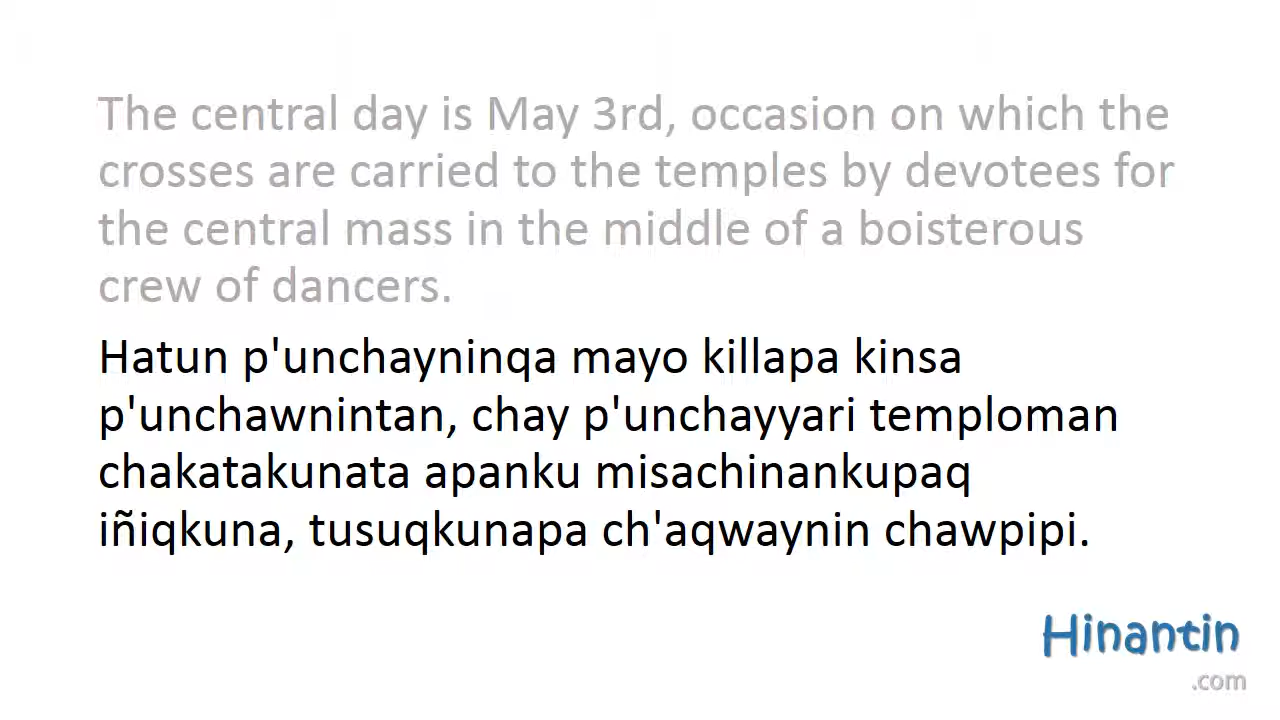 The central day is May 3rd, occasion on which the
crosses are carried to the temples by devotees for
the central mass in the middle of a boisterous
crew of dancers.
Hatun p'unchayninqa mayo killapa kinsa
p'unchawnintan, chay p'unchayyari temploman
chakatakunata apanku misachinankupaq
iñiqkuna, tusuqkunapa ch'aqwaynin chawpipi.
Hinantin
.com